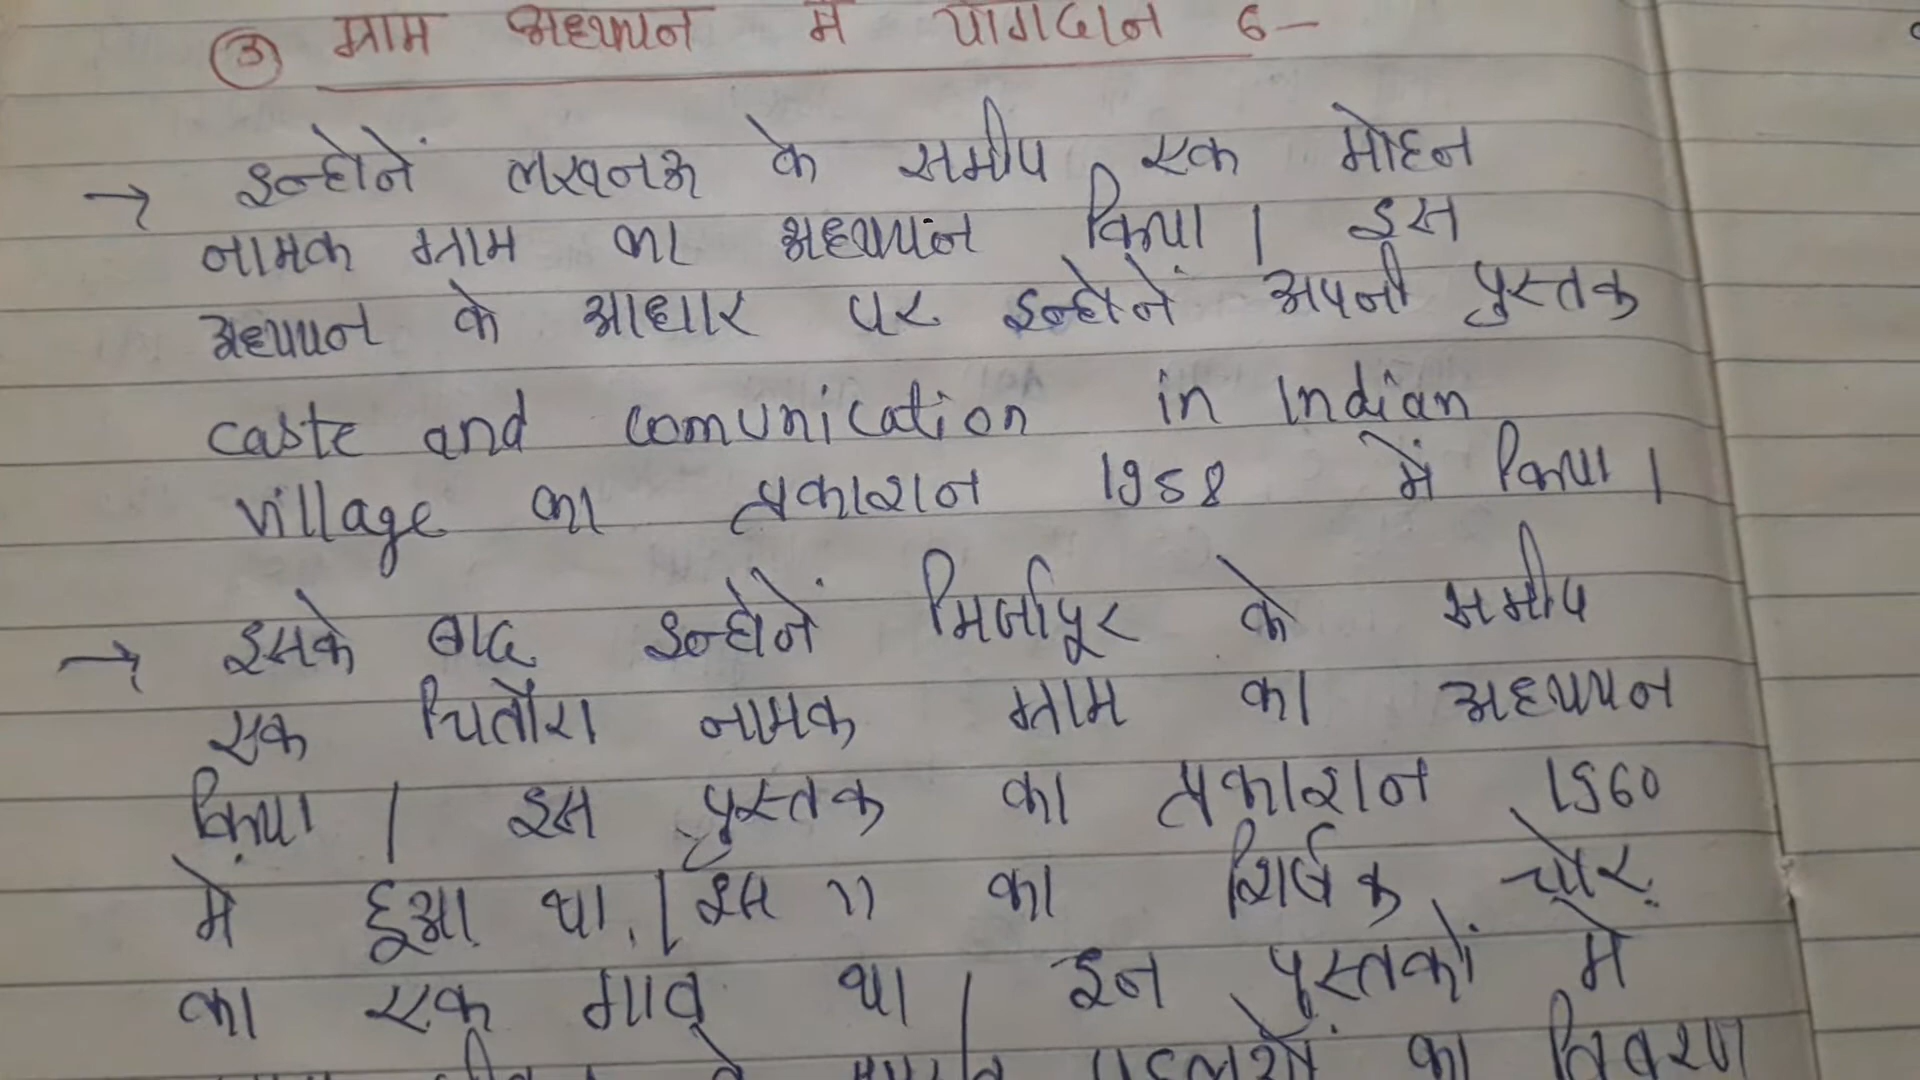 ③ ग्राम अध्ययन में योगदान :-
→ इन्होनें लखनऊ के समीप एक मोहन
नामक ग्राम का अध्ययन किया । इस
अध्ययन के आधार पर इन्होनें अपनी पुस्तक
caste and comunication in Indian
village का प्रकाशन 1958 में किया ।
→ इसके बाद इन्होनें मिर्जापूर के समीप
एक चितौरा नामक ग्राम का अध्ययन
किया । इस पुस्तक का प्रकाशन 1960
मे हूआ था । इस " का शिर्षक चोर
का एक गाव था । इन पुस्तकों मे
का विवरण